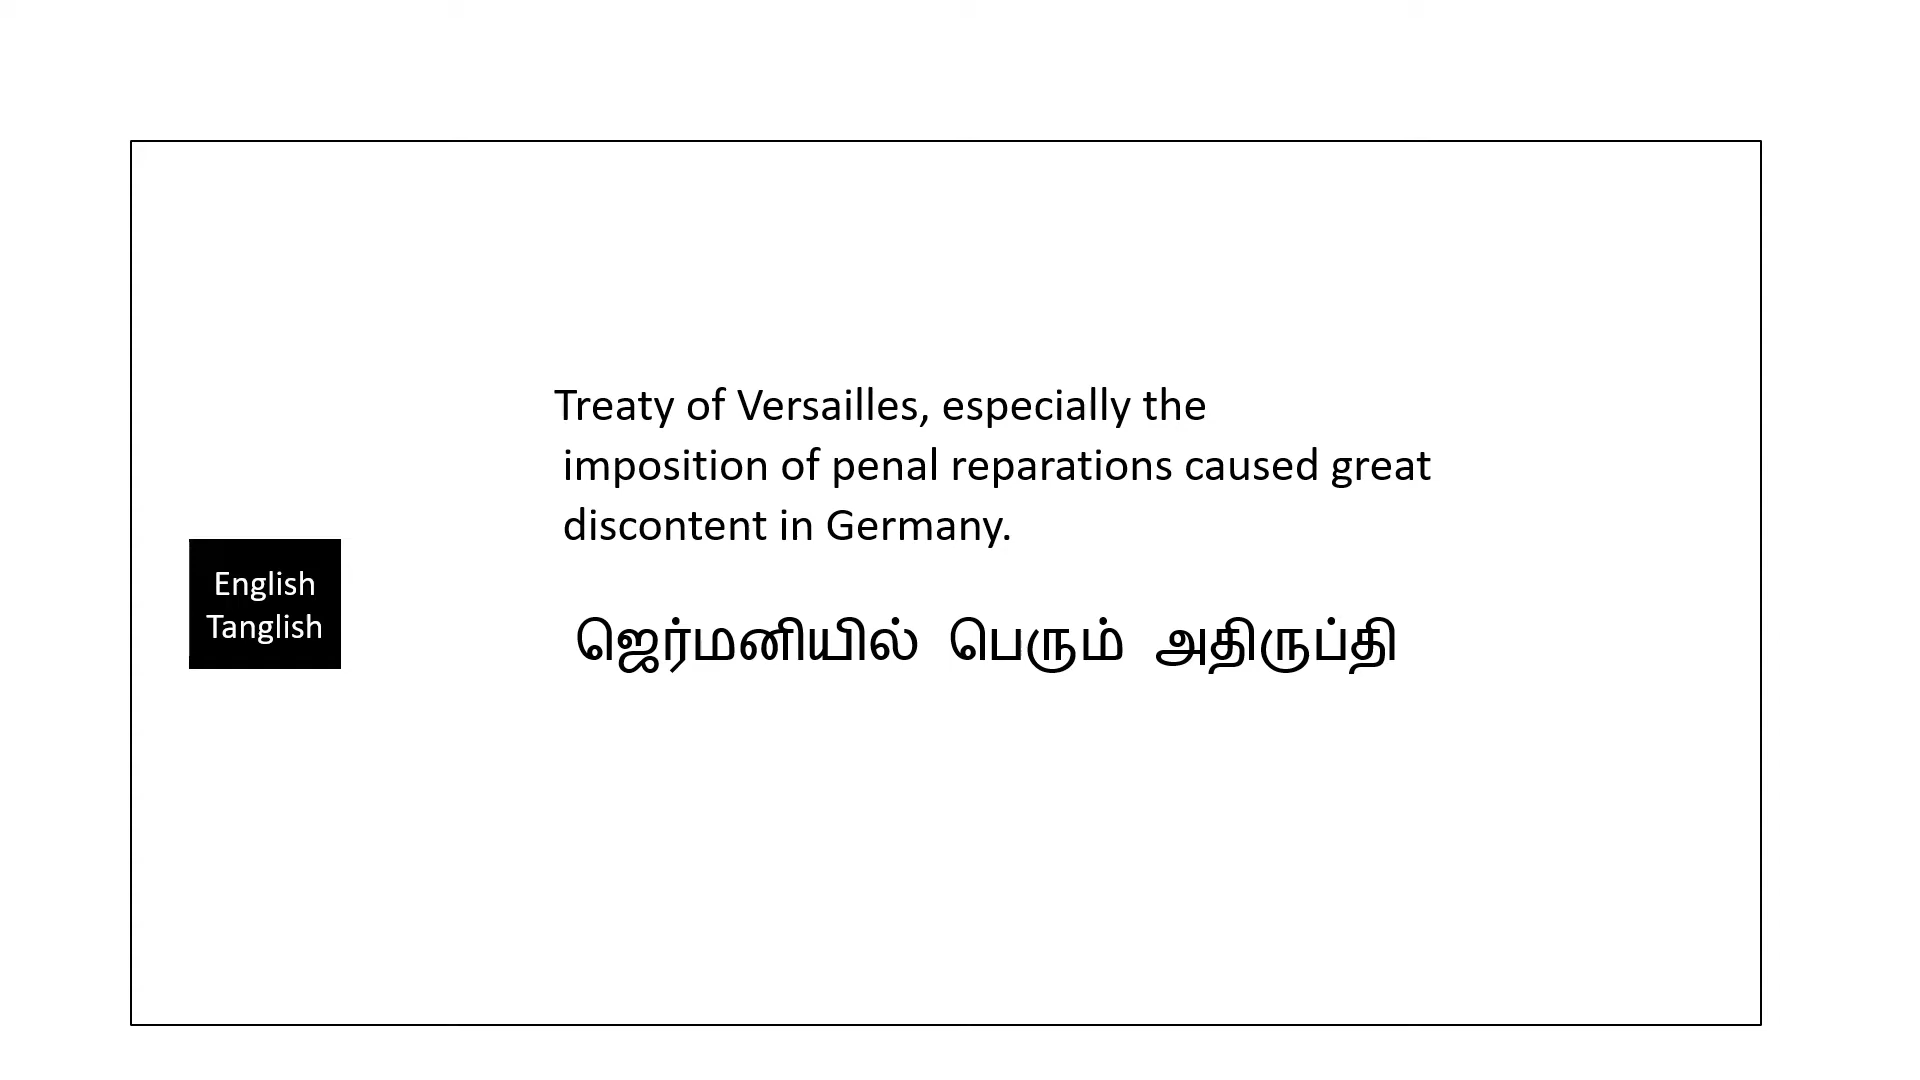 Treaty of Versailles, especially the
imposition of penal reparations caused great
discontent in Germany.
English
Tanglish
ஜெர்மனியில் பெரும் அதிருப்தி